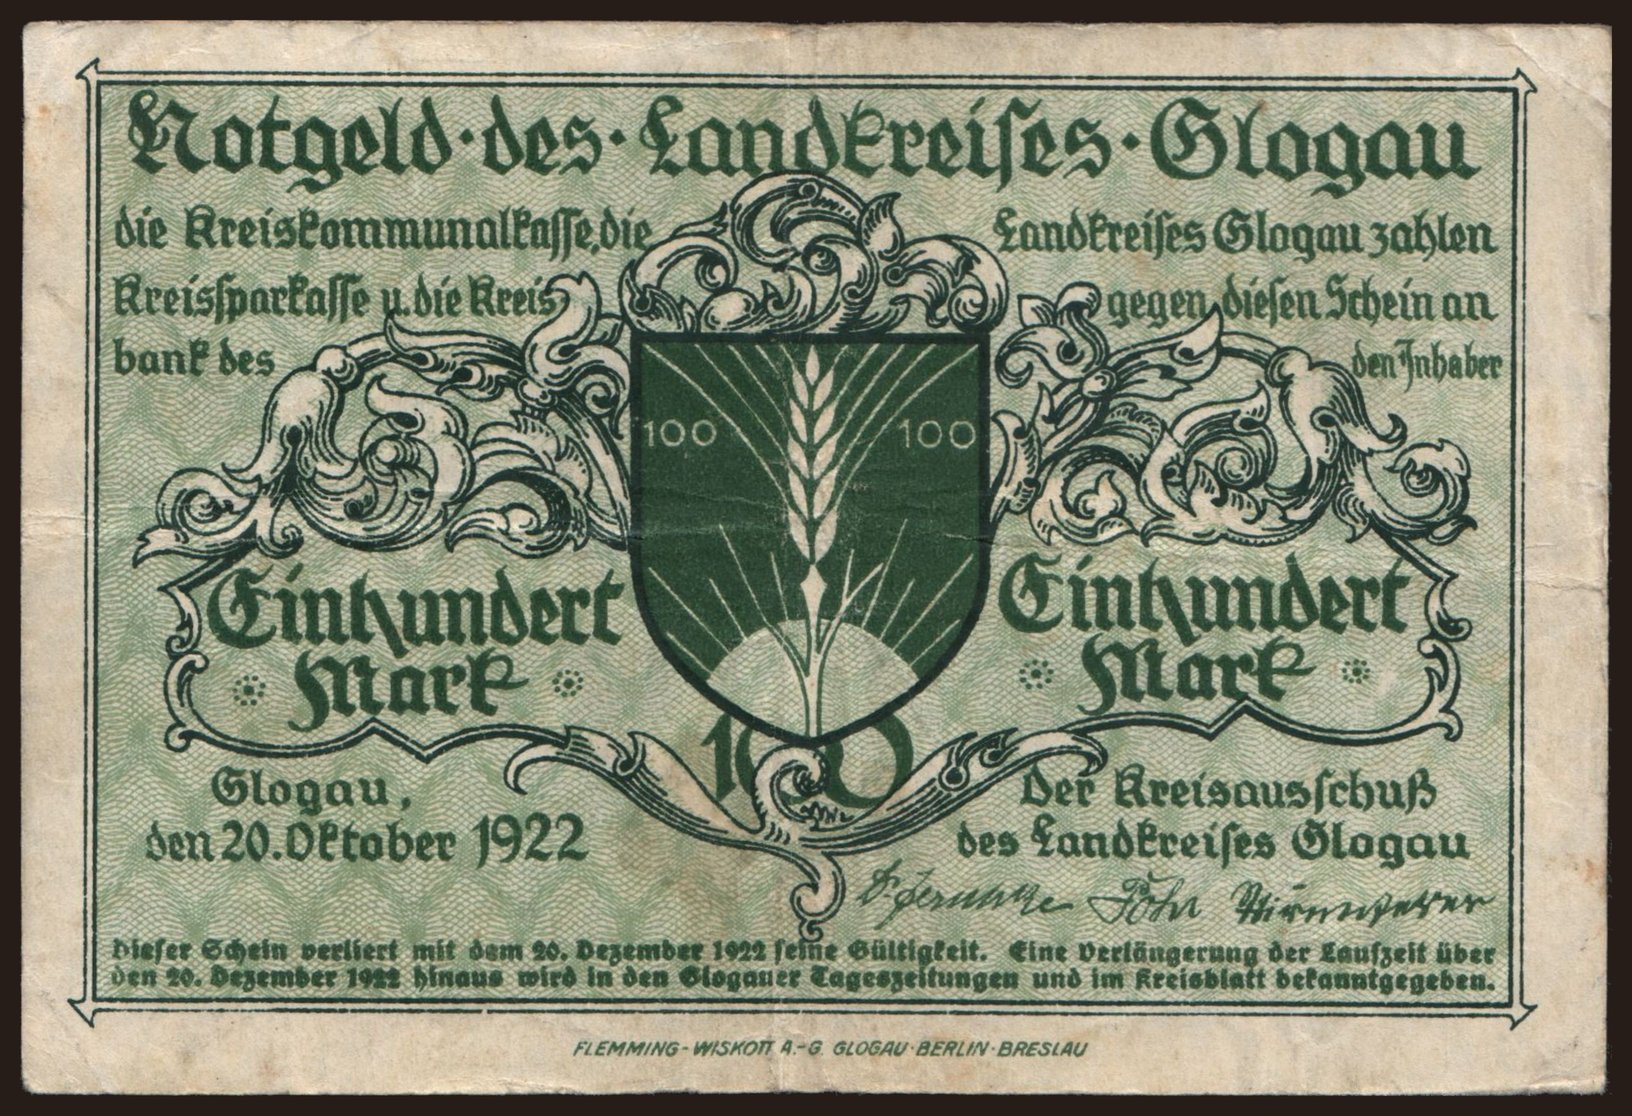 Notgeld · des · Landkreises · Glogau
die Kreiskommunalkasse, die
Kreissparkasse u. die Kreis
bank des
Landkreises Glogau zahlen
gegen diesen Schein an
den Inhaber
100 100
Einhundert
Mark
Einhundert
Mark
100
Glogau,
den 20. Oktober 1922
Der Kreisausschuß
des Landkreises Glogau
Dieser Schein verliert mit dem 20. Dezember 1922 seine Gültigkeit. Eine Verlängerung der Laufzeit über
den 20. Dezember 1922 hinaus wird in den Glogauer Tageszeitungen und im Kreisblatt bekanntgegeben.
FLEMMING-WISKOTT A.-G. GLOGAU·BERLIN·BRESLAU